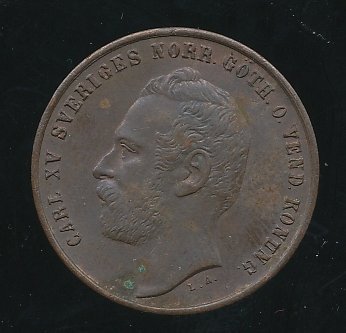 CARL XV SVERIGES NORR. GÖTH. O. VEND. KONUNG.
L.A.